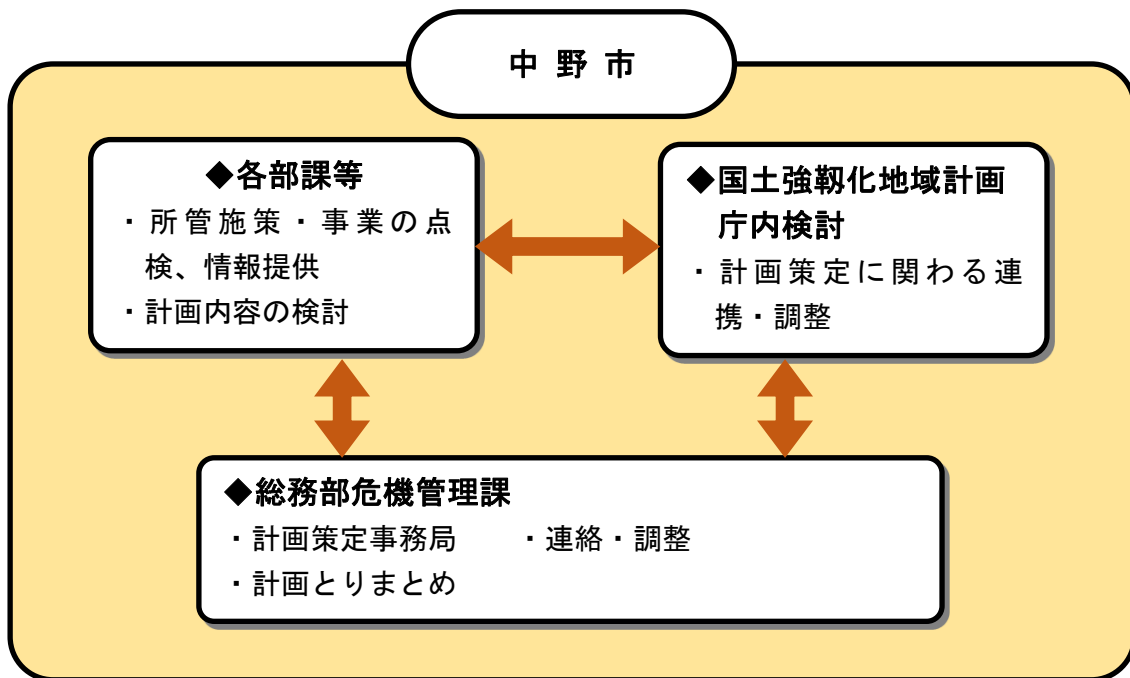 中野市
◆各部課等
・所管施策・事業の点
検、情報提供
・計画内容の検討
◆国土強靱化地域計画
庁内検討
・計画策定に関わる連
携・調整
◆総務部危機管理課
・計画策定事務局　　・連絡・調整
・計画とりまとめ